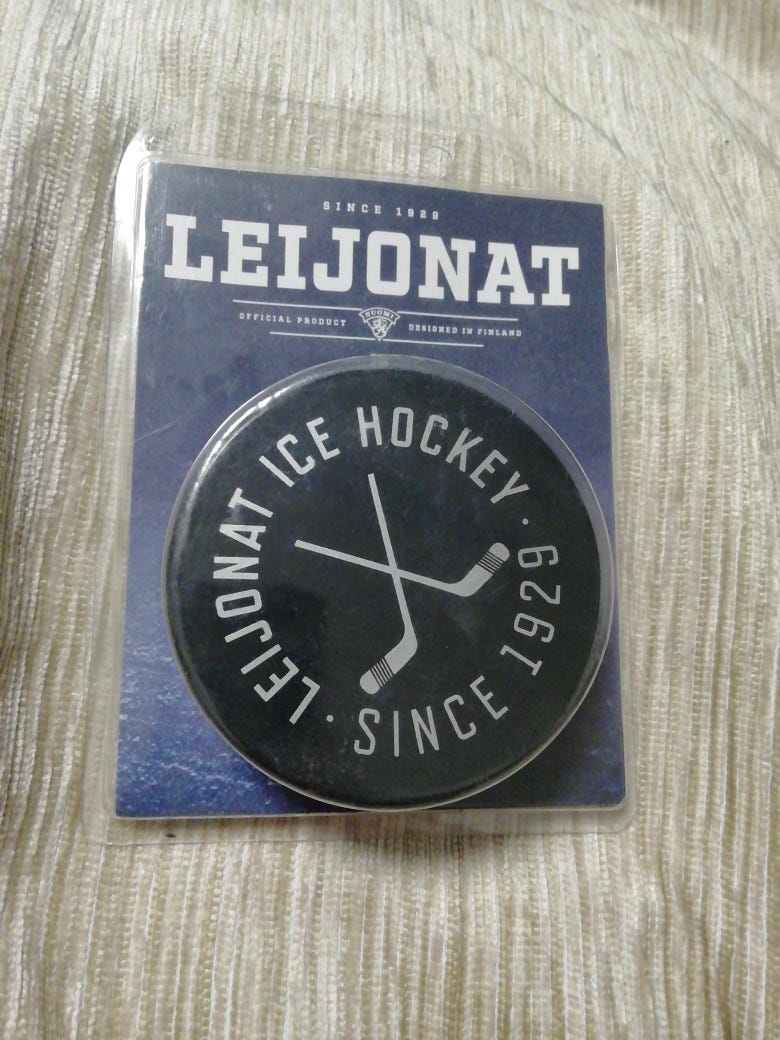 SINCE 1929
LEIJONAT
OFFICIAL PRODUCT SUOMI DESIGNED IN FINLAND
LEIJONAT ICE HOCKEY ·
SINCE 1929 ·